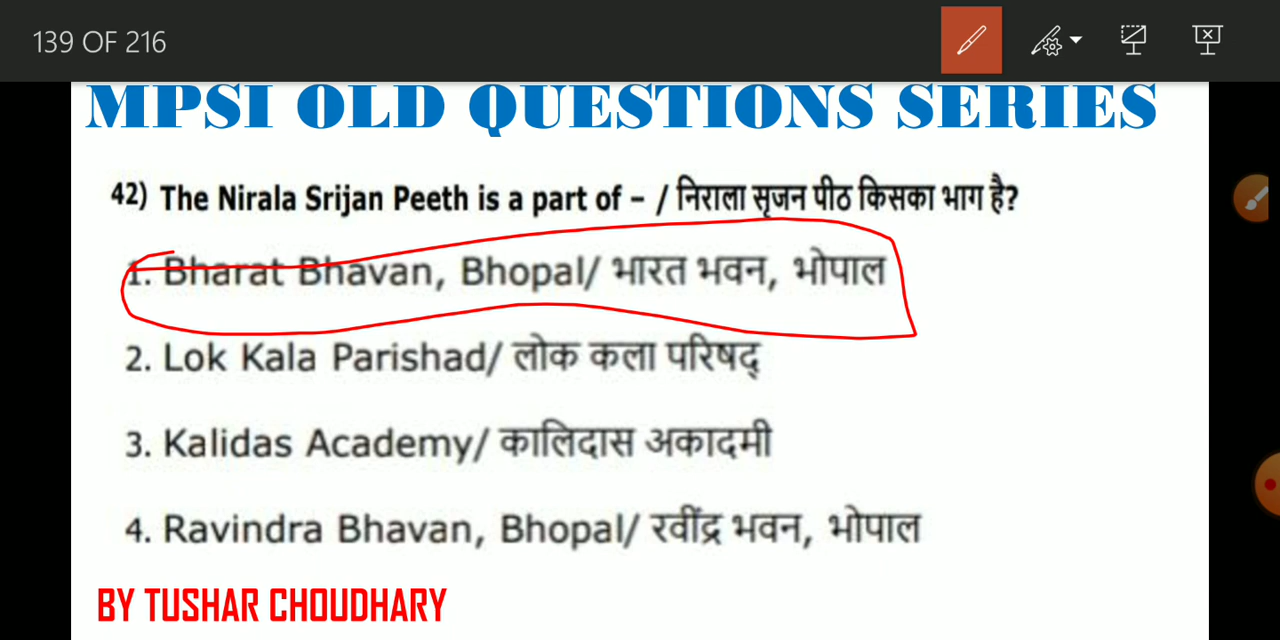 139 OF 216
MPSI OLD QUESTIONS SERIES
42) The Nirala Srijan Peeth is a part of – / निराला सृजन पीठ किसका भाग है?
1. Bharat Bhavan, Bhopal/ भारत भवन, भोपाल
2. Lok Kala Parishad/ लोक कला परिषद्
3. Kalidas Academy/ कालिदास अकादमी
4. Ravindra Bhavan, Bhopal/ रवींद्र भवन, भोपाल
BY TUSHAR CHOUDHARY